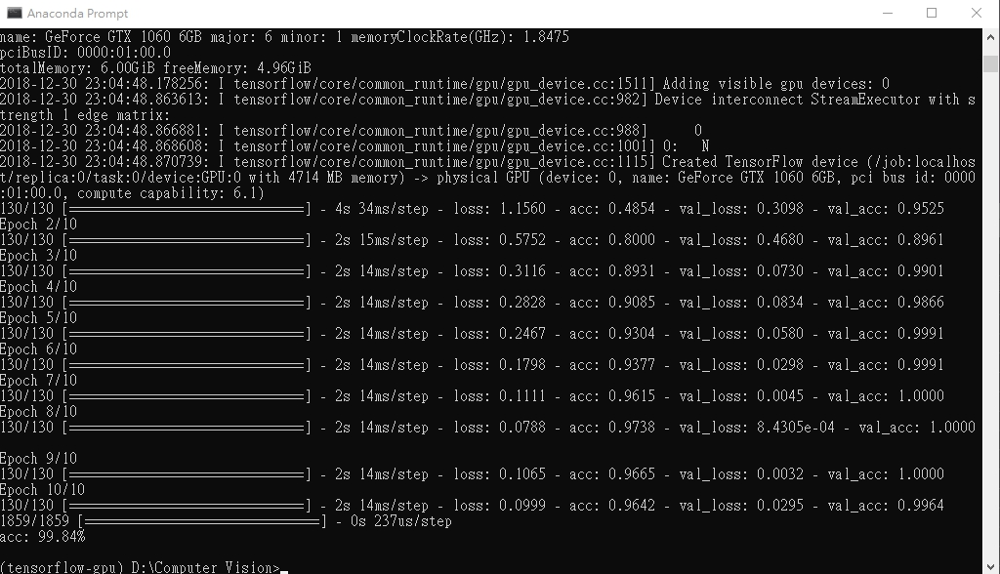 Anaconda Prompt
name: GeForce GTX 1060 6GB major: 6 minor: 1 memoryClockRate(GHz): 1.8475
pciBusID: 0000:01:00.0
totalMemory: 6.00GiB freeMemory: 4.96GiB
2018-12-30 23:04:48.178256: I tensorflow/core/common_runtime/gpu/gpu_device.cc:1511] Adding visible gpu devices: 0
2018-12-30 23:04:48.863613: I tensorflow/core/common_runtime/gpu/gpu_device.cc:982] Device interconnect StreamExecutor with s
trength 1 edge matrix:
2018-12-30 23:04:48.866881: I tensorflow/core/common_runtime/gpu/gpu_device.cc:988]      0
2018-12-30 23:04:48.868608: I tensorflow/core/common_runtime/gpu/gpu_device.cc:1001] 0:   N
2018-12-30 23:04:48.870739: I tensorflow/core/common_runtime/gpu/gpu_device.cc:1115] Created TensorFlow device (/job:localhos
t/replica:0/task:0/device:GPU:0 with 4714 MB memory) -> physical GPU (device: 0, name: GeForce GTX 1060 6GB, pci bus id: 0000
:01:00.0, compute capability: 6.1)
130/130 [==============================] - 4s 34ms/step - loss: 1.1560 - acc: 0.4854 - val_loss: 0.3098 - val_acc: 0.9525
Epoch 2/10
130/130 [==============================] - 2s 15ms/step - loss: 0.5752 - acc: 0.8000 - val_loss: 0.4680 - val_acc: 0.8961
Epoch 3/10
130/130 [==============================] - 2s 14ms/step - loss: 0.3116 - acc: 0.8931 - val_loss: 0.0730 - val_acc: 0.9901
Epoch 4/10
130/130 [==============================] - 2s 14ms/step - loss: 0.2828 - acc: 0.9085 - val_loss: 0.0834 - val_acc: 0.9866
Epoch 5/10
130/130 [==============================] - 2s 14ms/step - loss: 0.2467 - acc: 0.9304 - val_loss: 0.0580 - val_acc: 0.9991
Epoch 6/10
130/130 [==============================] - 2s 14ms/step - loss: 0.1798 - acc: 0.9377 - val_loss: 0.0298 - val_acc: 0.9991
Epoch 7/10
130/130 [==============================] - 2s 14ms/step - loss: 0.1111 - acc: 0.9615 - val_loss: 0.0045 - val_acc: 1.0000
Epoch 8/10
130/130 [==============================] - 2s 14ms/step - loss: 0.0788 - acc: 0.9738 - val_loss: 8.4305e-04 - val_acc: 1.0000
Epoch 9/10
130/130 [==============================] - 2s 14ms/step - loss: 0.1065 - acc: 0.9665 - val_loss: 0.0032 - val_acc: 1.0000
Epoch 10/10
130/130 [==============================] - 2s 14ms/step - loss: 0.0999 - acc: 0.9642 - val_loss: 0.0295 - val_acc: 0.9964
1859/1859 [==============================] - 0s 237us/step
acc: 99.84%
(tensorflow-gpu) D:\Computer Vision>